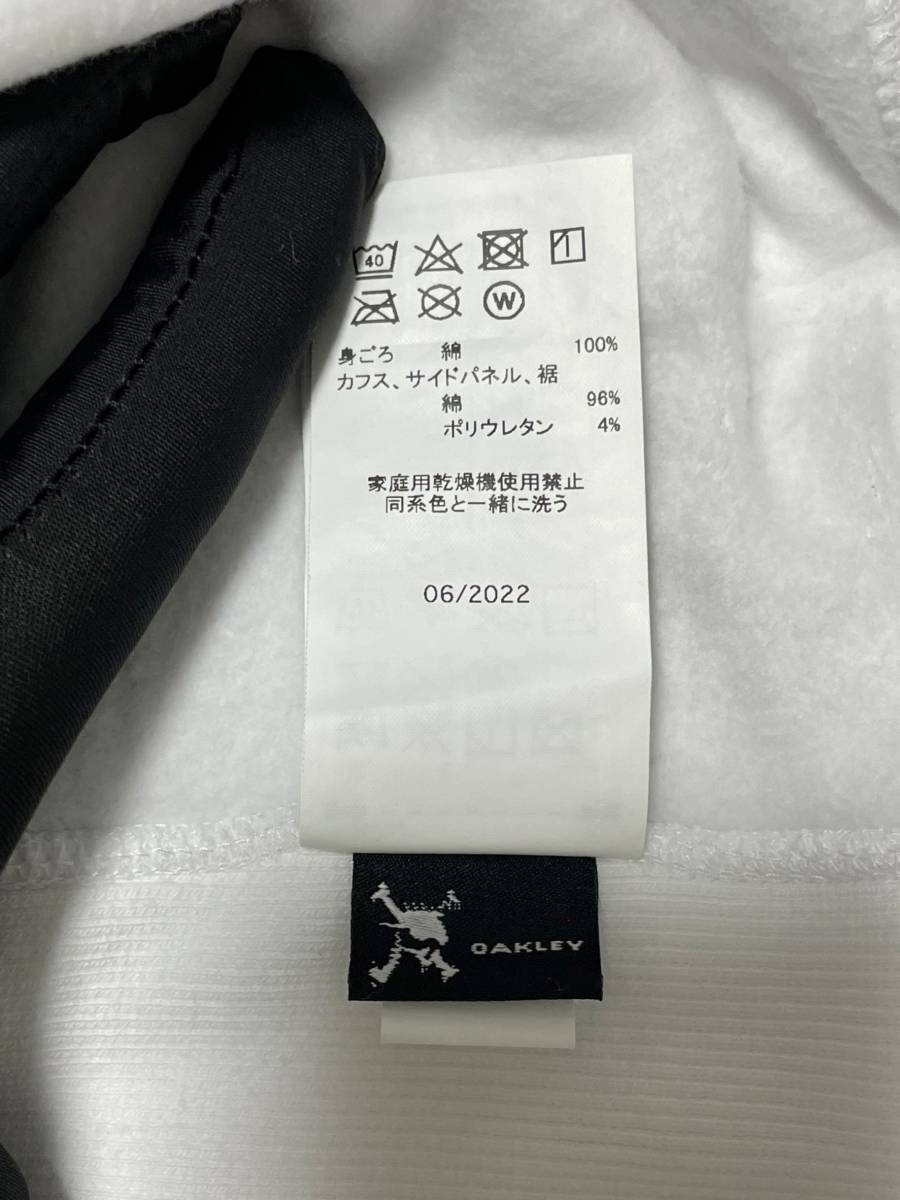 40
W
身ごろ 綿 100%
カフス、サイドパネル、裾
綿 96%
ポリウレタン 4%
家庭用乾燥機使用禁止
同系色と一緒に洗う
06/2022
OAKLEY